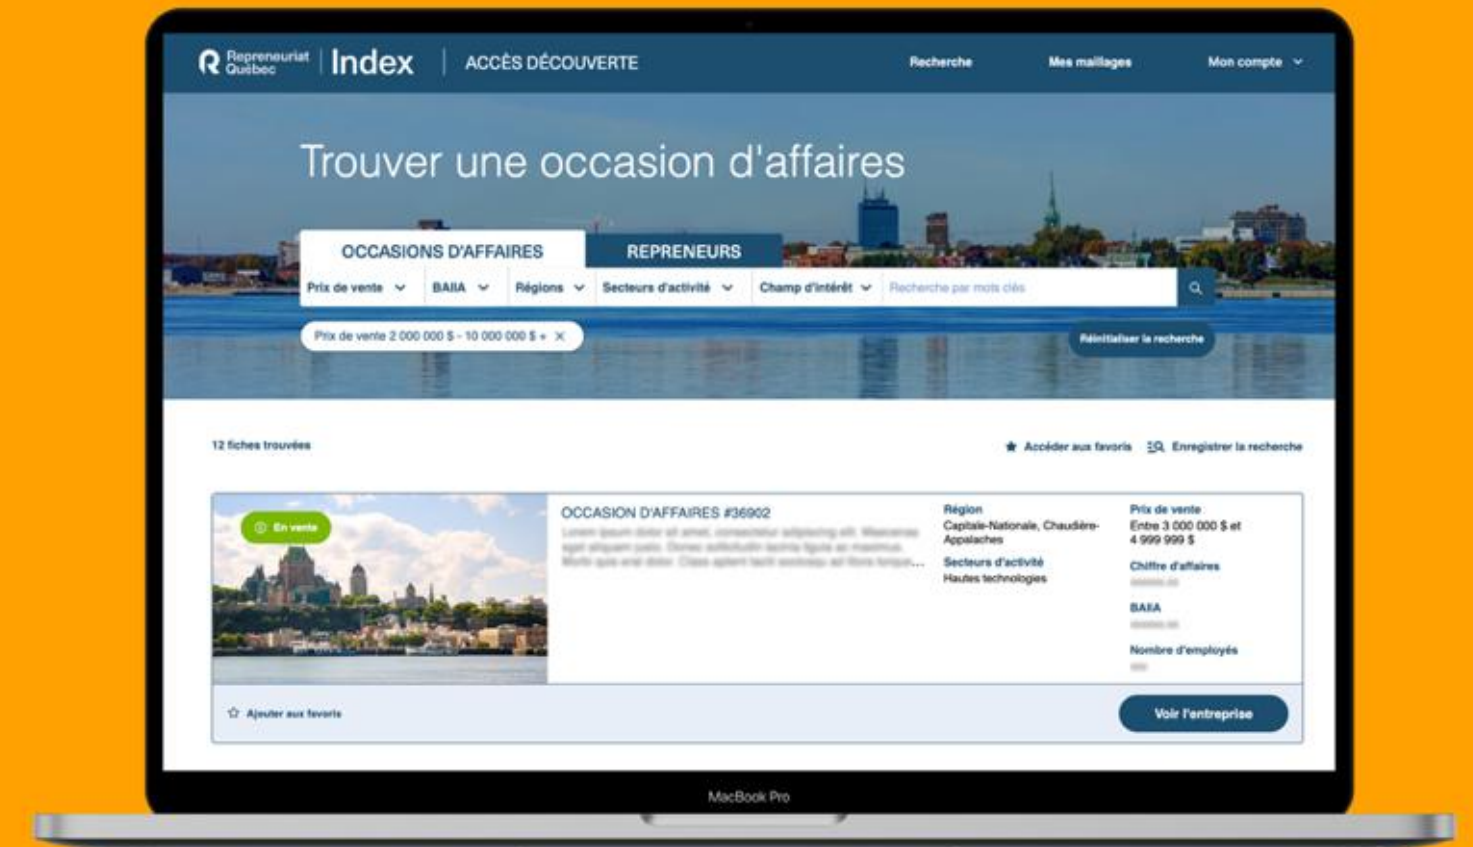 Repreneuriat
Québec
Index
ACCÈS DÉCOUVERTE
Recherche
Mes maillages
Mon compte
Trouver une occasion d'affaires
OCCASIONS D'AFFAIRES
REPRENEURS
Prix de vente
BAIIA
Régions
Secteurs d'activité
Champ d'intérêt
Recherche par mots clés
Prix de vente 2 000 000 $ - 10 000 000 $ +
Réinitialiser la recherche
12 fiches trouvées
Accéder aux favoris
Enregistrer la recherche
En vente
OCCASION D'AFFAIRES #36902
Région
Capitale-Nationale, Chaudière-
Appalaches
Secteurs d'activité
Hautes technologies
Prix de vente
Entre 3 000 000 $ et
4 999 999 $
Chiffre d'affaires
BAIIA
Nombre d'employés
Ajouter aux favoris
Voir l'entreprise
MacBook Pro